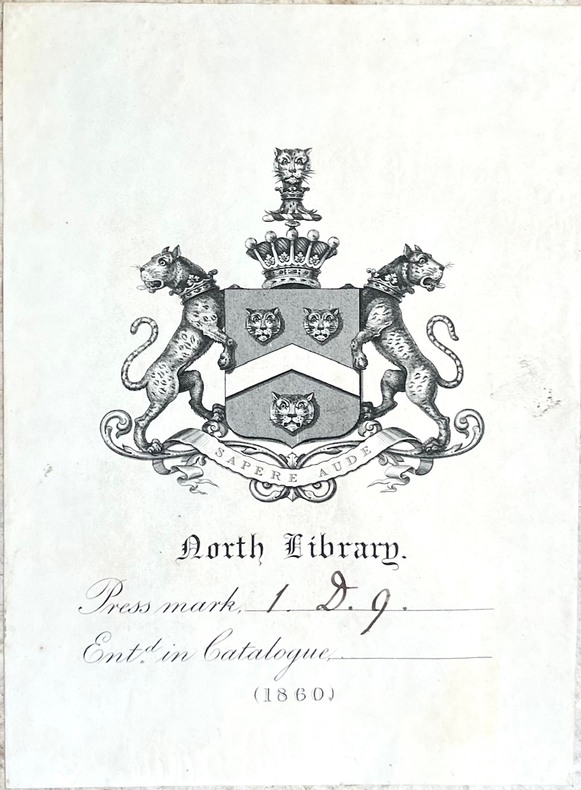 SAPERE AUDE
North Library.
Press mark, 1. D. 9.
Entd. in Catalogue,
(1860)